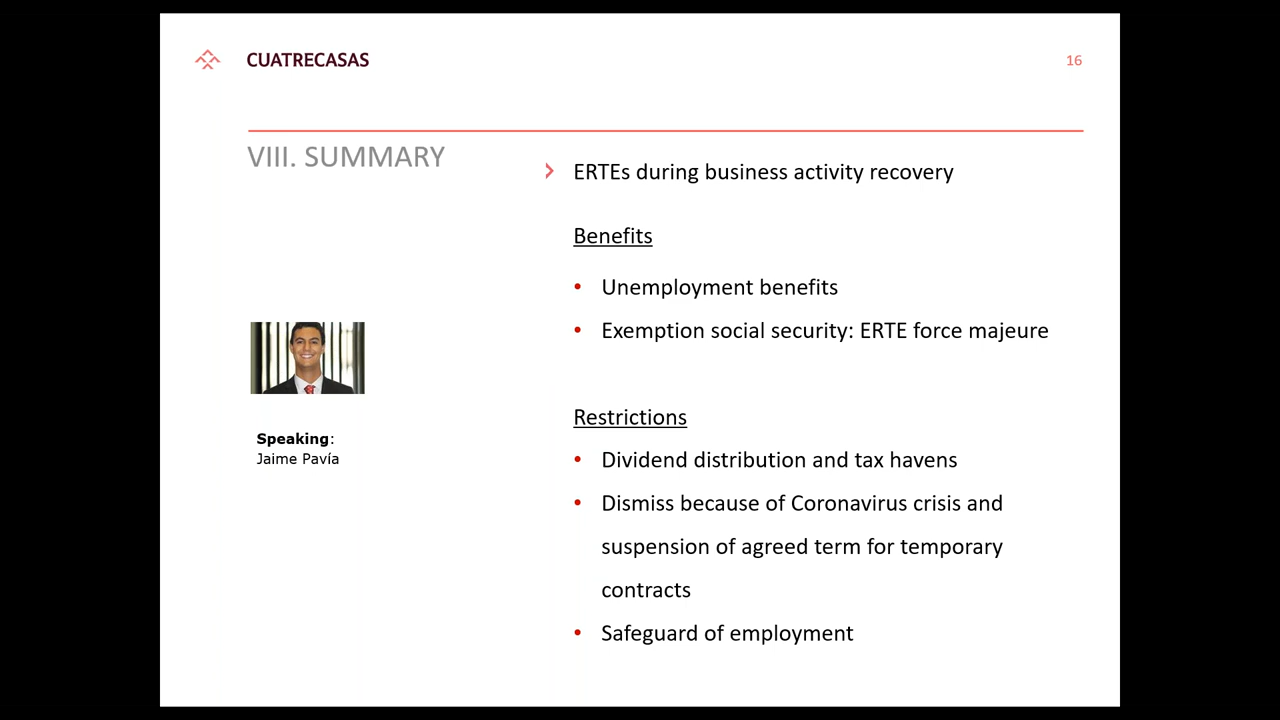 CUATRECASAS
16
VIII. SUMMARY
ERTEs during business activity recovery
Benefits
• Unemployment benefits
• Exemption social security: ERTE force majeure
Restrictions
• Dividend distribution and tax havens
• Dismiss because of Coronavirus crisis and
suspension of agreed term for temporary
contracts
• Safeguard of employment
Speaking:
Jaime Pavía